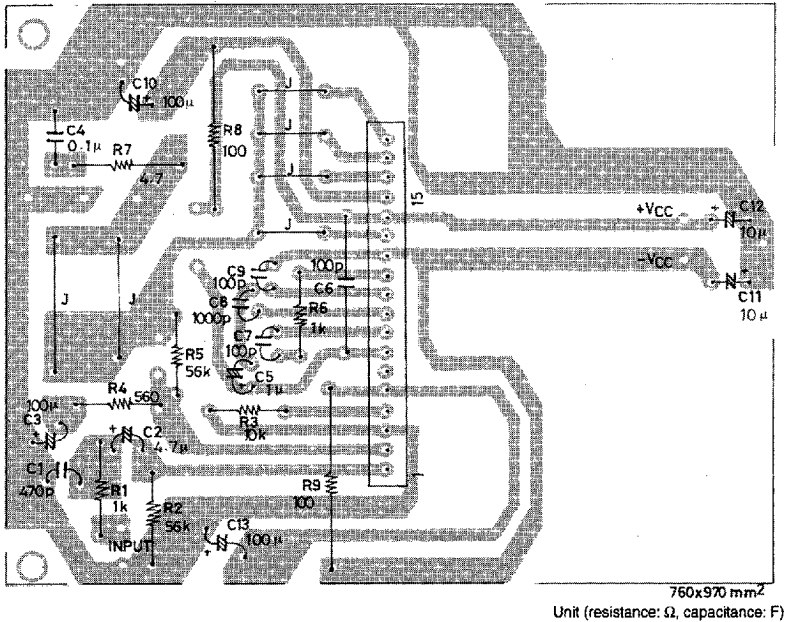 C10
100μ
C4
0.1μ
R7
4.7
R8
100
J
J
J
J
15
+VCC
C12
10μ
-VCC
C11
10μ
C9
100p
100p
C6
C8
1000p
R6
1k
C7
100p
J
J
R5
56k
C5
1μ
R4
560
100μ
C3
C2
4.7μ
R3
10k
C1
470p
R1
1k
R2
56k
R9
100
1
INPUT
C13
100μ
760x970 mm2
Unit (resistance: Ω, capacitance: F)